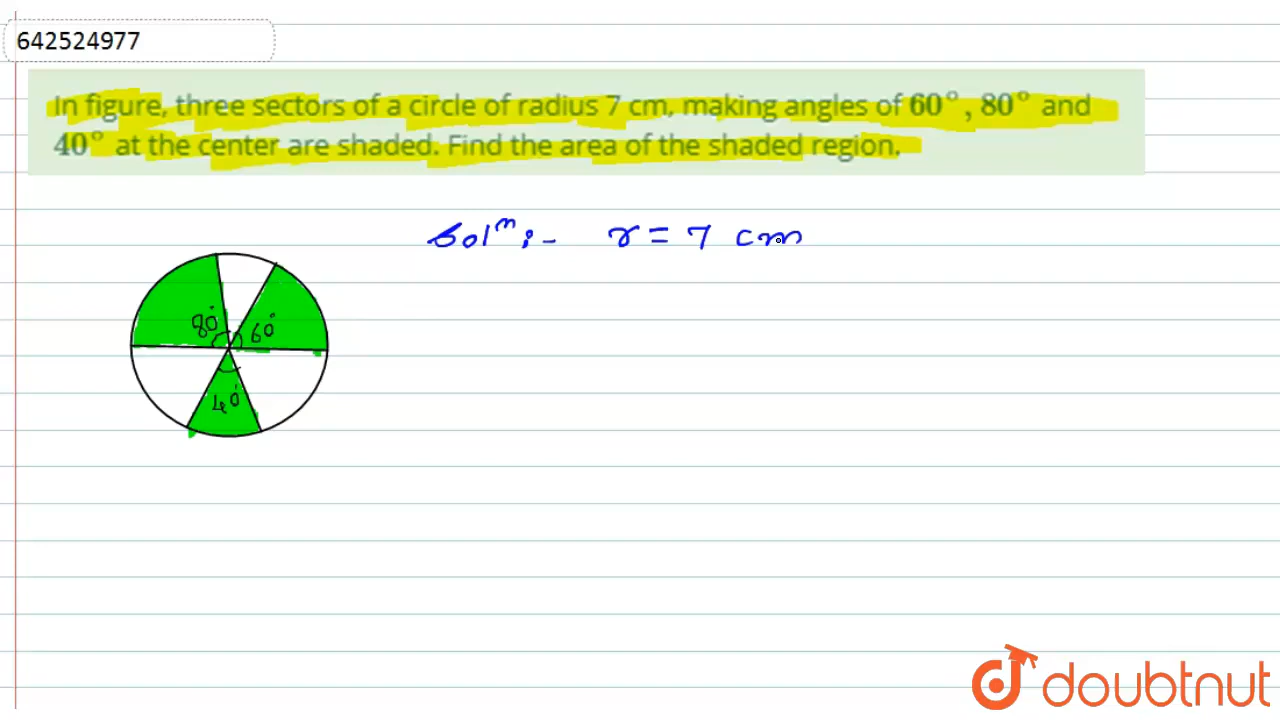 642524977
In figure, three sectors of a circle of radius 7 cm, making angles of 60°, 80° and
40° at the center are shaded. Find the area of the shaded region.
Solⁿ:- r = 7 cm
80° 60°
40°
doubtnut